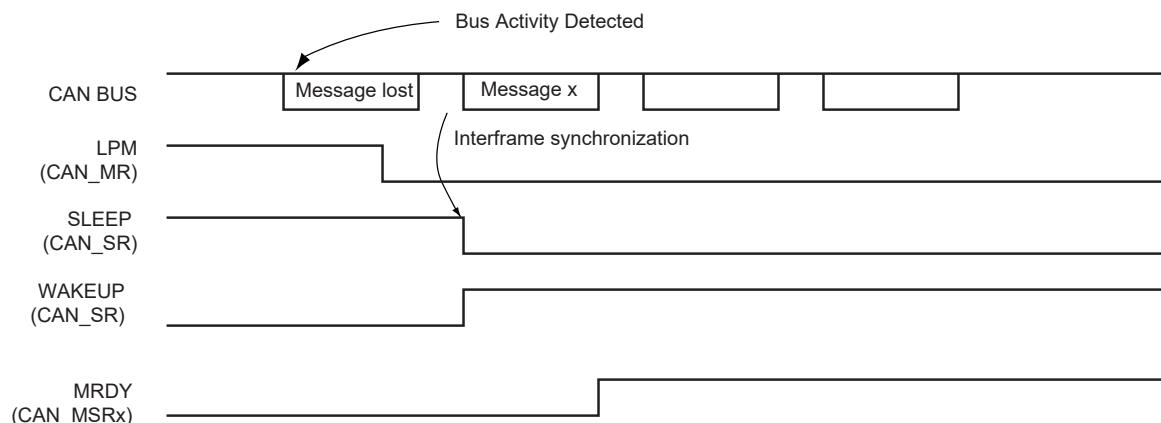 Bus Activity Detected
CAN BUS
Message lost
Message x
Interframe synchronization
LPM
(CAN_MR)
SLEEP
(CAN_SR)
WAKEUP
(CAN_SR)
MRDY
(CAN_MSRx)